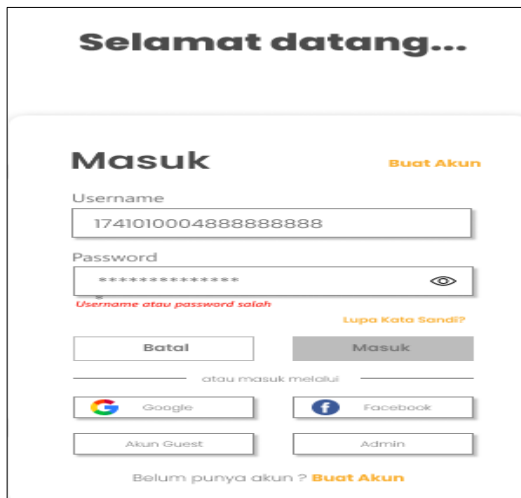 Selamat datang...
Masuk
Buat Akun
Username
1741010004888888888
Password
**************
*
Username atau password salah
Lupa Kata Sandi?
Batal
Masuk
atau masuk melalui
Google
Facebook
Akun Guest
Admin
Belum punya akun ? Buat Akun